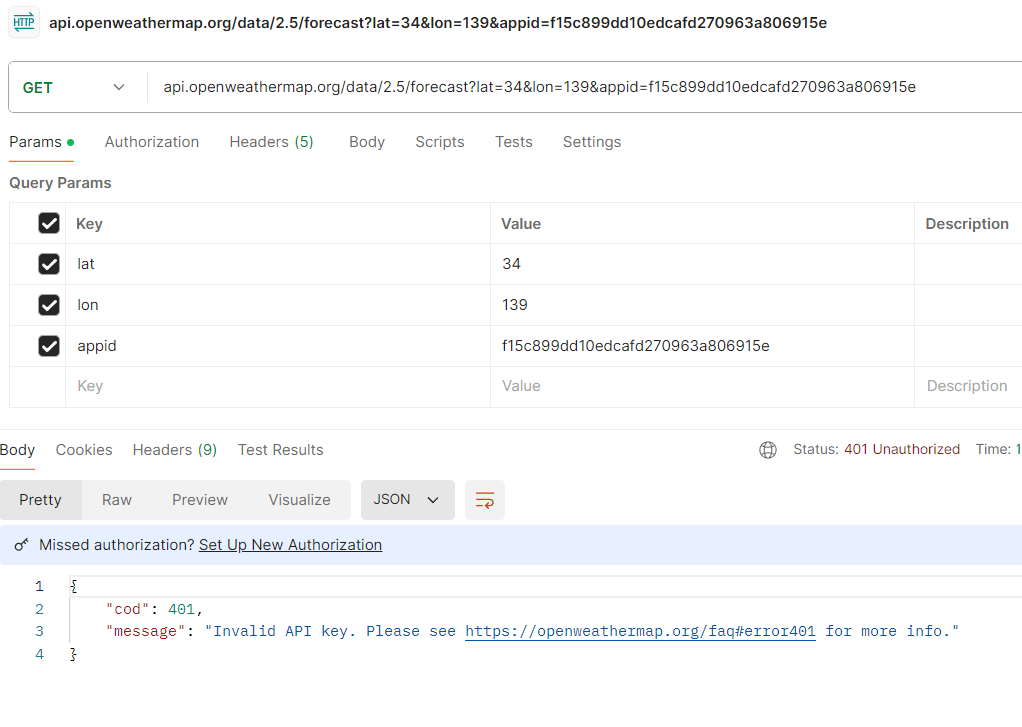 HTTP api.openweathermap.org/data/2.5/forecast?lat=34&lon=139&appid=f15c899dd10edcafd270963a806915e
GET api.openweathermap.org/data/2.5/forecast?lat=34&lon=139&appid=f15c899dd10edcafd270963a806915e
Params Authorization Headers (5) Body Scripts Tests Settings
Query Params
Key Value Description
lat 34
lon 139
appid f15c899dd10edcafd270963a806915e
Key Value Description
Body Cookies Headers (9) Test Results Status: 401 Unauthorized Time: 1
Pretty Raw Preview Visualize JSON
Missed authorization? Set Up New Authorization
1 {
2 "cod": 401,
3 "message": "Invalid API key. Please see https://openweathermap.org/faq#error401 for more info."
4 }